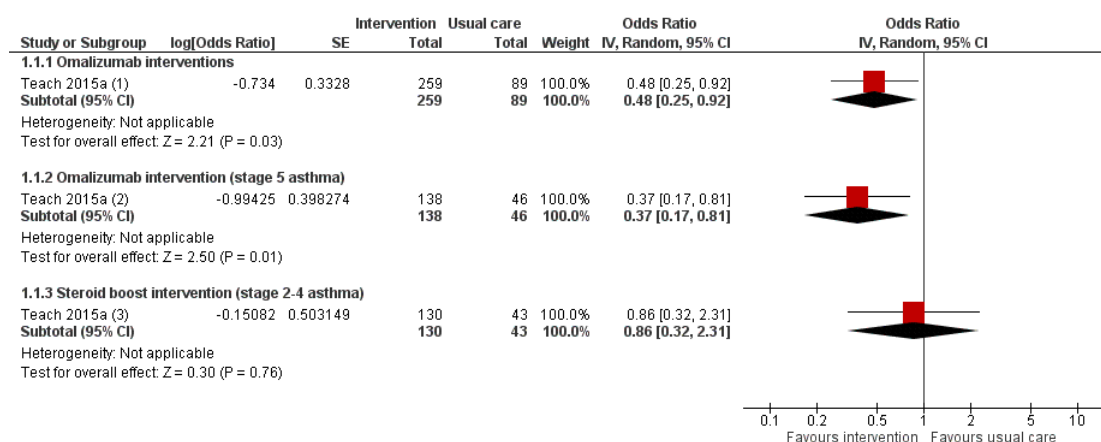 Intervention Usual care Odds Ratio Odds Ratio
Study or Subgroup log[Odds Ratio] SE Total Total Weight IV, Random, 95% CI IV, Random, 95% CI
1.1.1 Omalizumab interventions
Teach 2015a (1) -0.734 0.3328 259 89 100.0% 0.48 [0.25, 0.92]
Subtotal (95% CI) 259 89 100.0% 0.48 [0.25, 0.92]
Heterogeneity: Not applicable
Test for overall effect: Z = 2.21 (P = 0.03)
1.1.2 Omalizumab intervention (stage 5 asthma)
Teach 2015a (2) -0.99425 0.398274 138 46 100.0% 0.37 [0.17, 0.81]
Subtotal (95% CI) 138 46 100.0% 0.37 [0.17, 0.81]
Heterogeneity: Not applicable
Test for overall effect: Z = 2.50 (P = 0.01)
1.1.3 Steroid boost intervention (stage 2-4 asthma)
Teach 2015a (3) -0.15082 0.503149 130 43 100.0% 0.86 [0.32, 2.31]
Subtotal (95% CI) 130 43 100.0% 0.86 [0.32, 2.31]
Heterogeneity: Not applicable
Test for overall effect: Z = 0.30 (P = 0.76)
0.1 0.2 0.5 1 2 5 10
Favours intervention Favours usual care